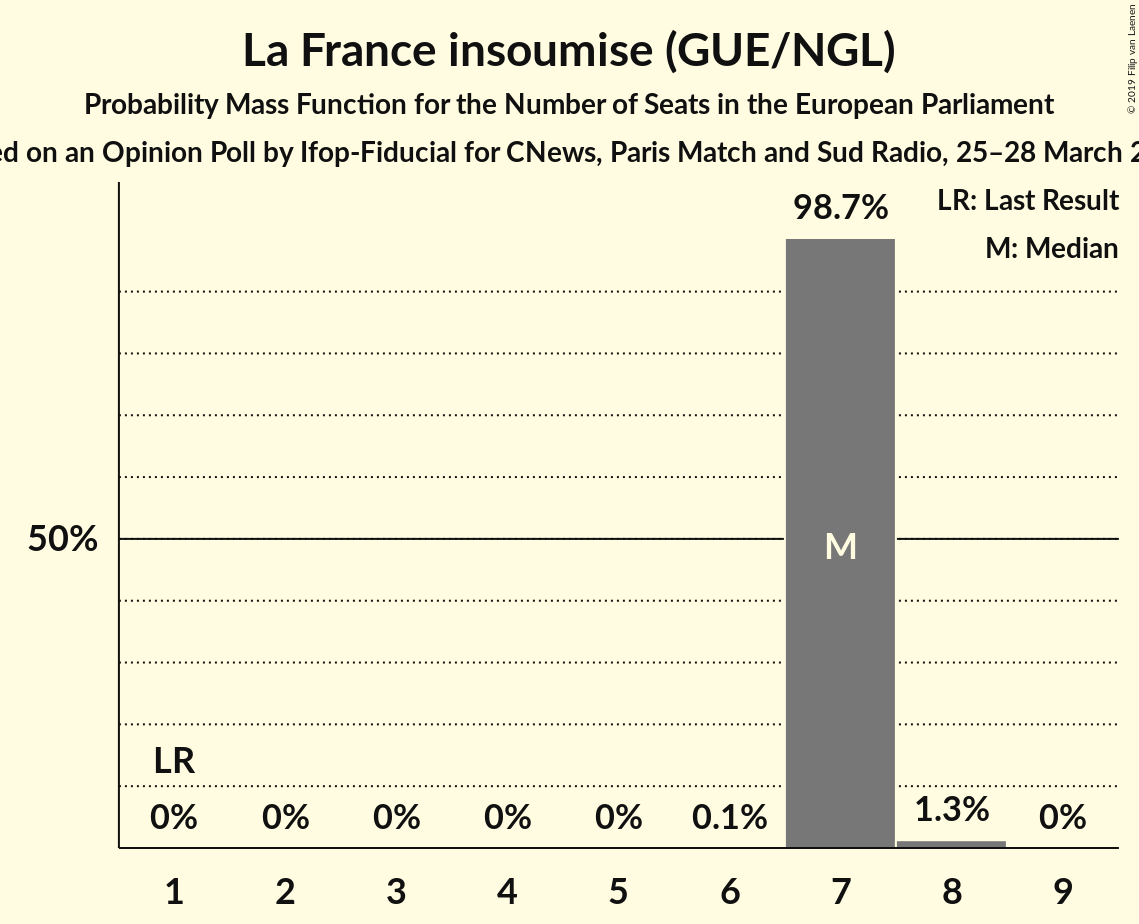 La France insoumise (GUE/NGL)
Probability Mass Function for the Number of Seats in the European Parliament
on an Opinion Poll by Ifop-Fiducial for CNews, Paris Match and Sud Radio, 25–28 March
© 2019 Filip van Laenen
LR: Last Result
M: Median
98.7%
50%
M
LR
0% 0% 0% 0% 0% 0.1% 1.3% 0%
1 2 3 4 5 6 7 8 9